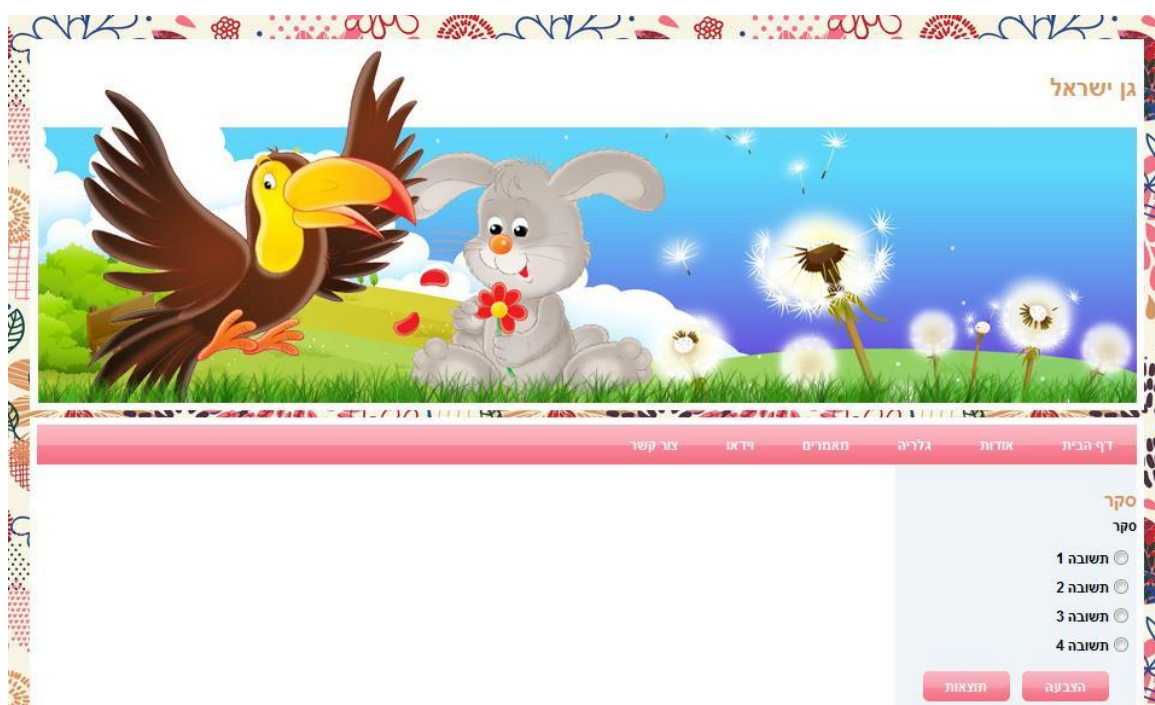 גן ישראל
דף הבית אודות גלריה מאמרים וידאו צור קשר
סקר
סקר
תשובה 1
תשובה 2
תשובה 3
תשובה 4
הצבעה תוצאות